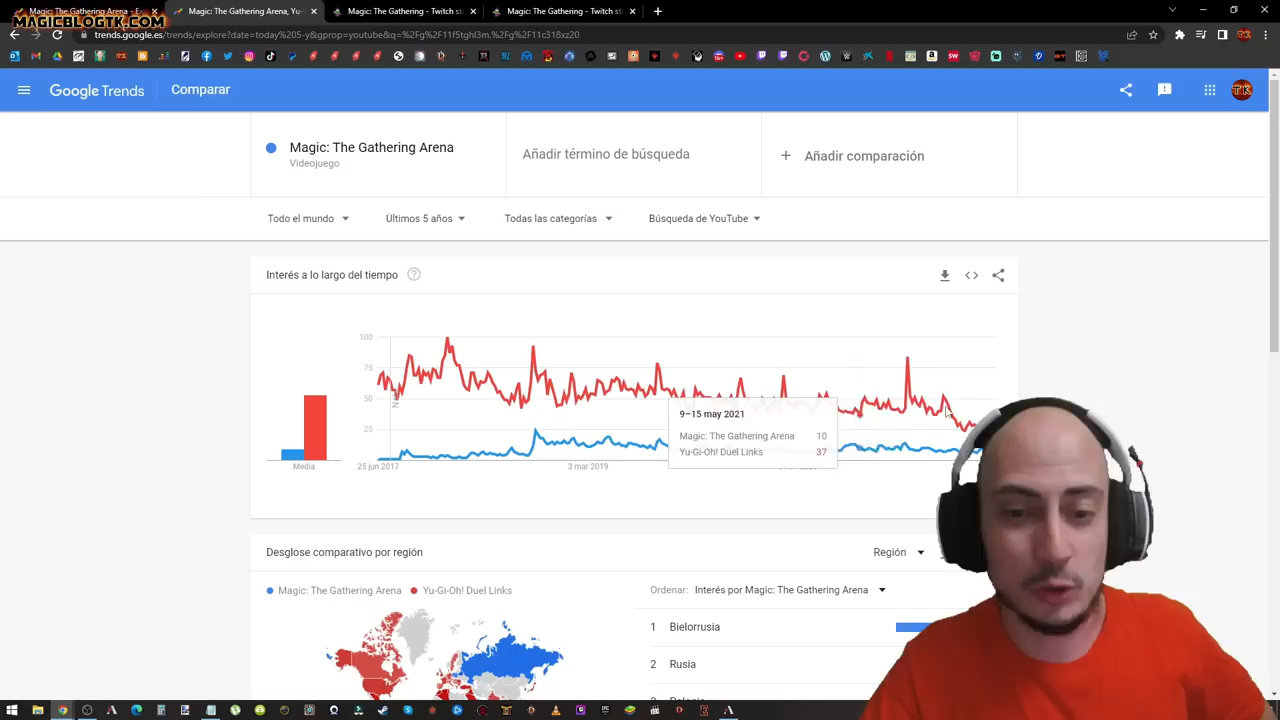 Magic: The Gathering Arena - Ex
Magic: The Gathering Arena, Yu-
Magic: The Gathering - Twitch st
Magic: The Gathering - Twitch st
MAGICBLOGTK.COM
trends.google.es/trends/explore?date=today%205-y&gprop=youtube&q=%2Fg%2F11f5tghl3m,%2Fg%2F11c318xz20
Google Trends
Comparar
Magic: The Gathering Arena
Videojuego
Añadir término de búsqueda
+ Añadir comparación
Todo el mundo
Últimos 5 años
Todas las categorías
Búsqueda de YouTube
Interés a lo largo del tiempo
100
75
50
25
Media
25 jun 2017
3 mar 2019
9–15 may 2021
Magic: The Gathering Arena 10
Yu-Gi-Oh! Duel Links 37
Desglose comparativo por región
Región
Magic: The Gathering Arena
Yu-Gi-Oh! Duel Links
Ordenar: Interés por Magic: The Gathering Arena
1 Bielorrusia
2 Rusia